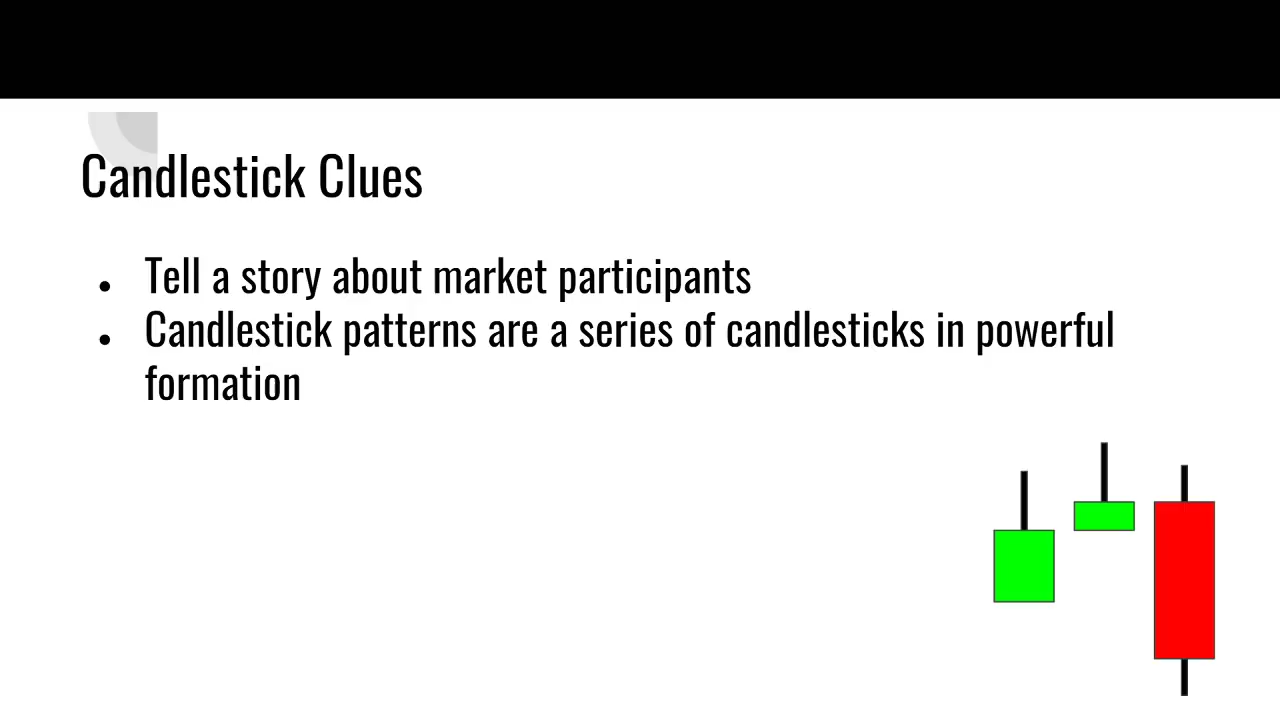 Candlestick Clues
● Tell a story about market participants
● Candlestick patterns are a series of candlesticks in powerful
formation